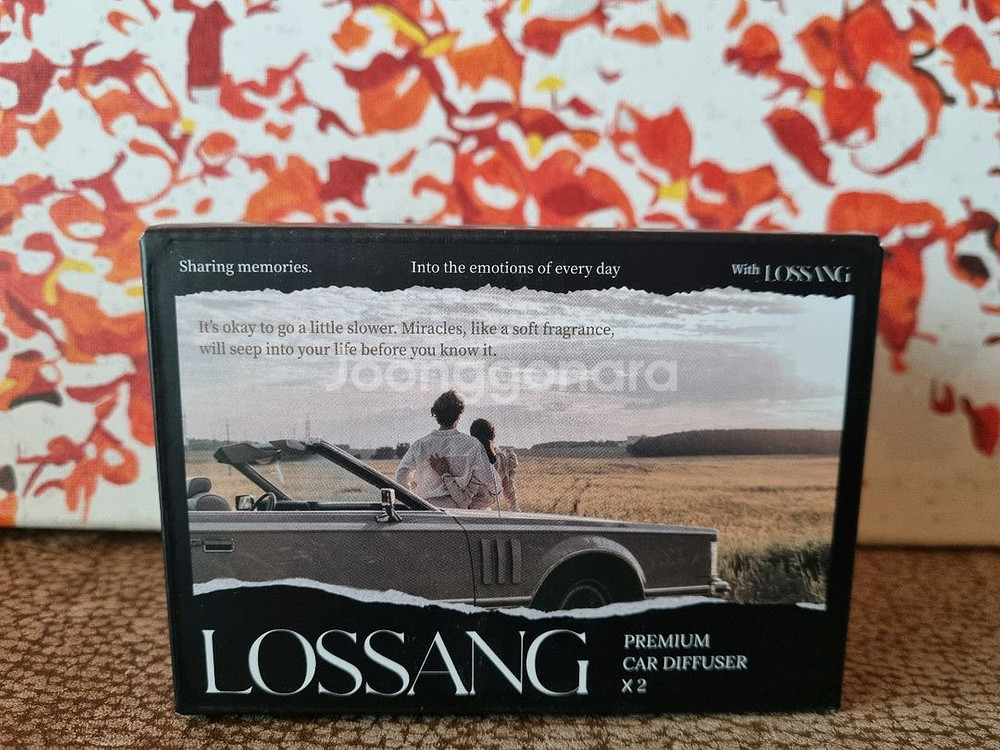 Sharing memories.
Into the emotions of every day
With LOSSANG
It's okay to go a little slower. Miracles, like a soft fragrance,
will seep into your life before you know it.
Joonggonara
LOSSANG
PREMIUM
CAR DIFFUSER
X 2